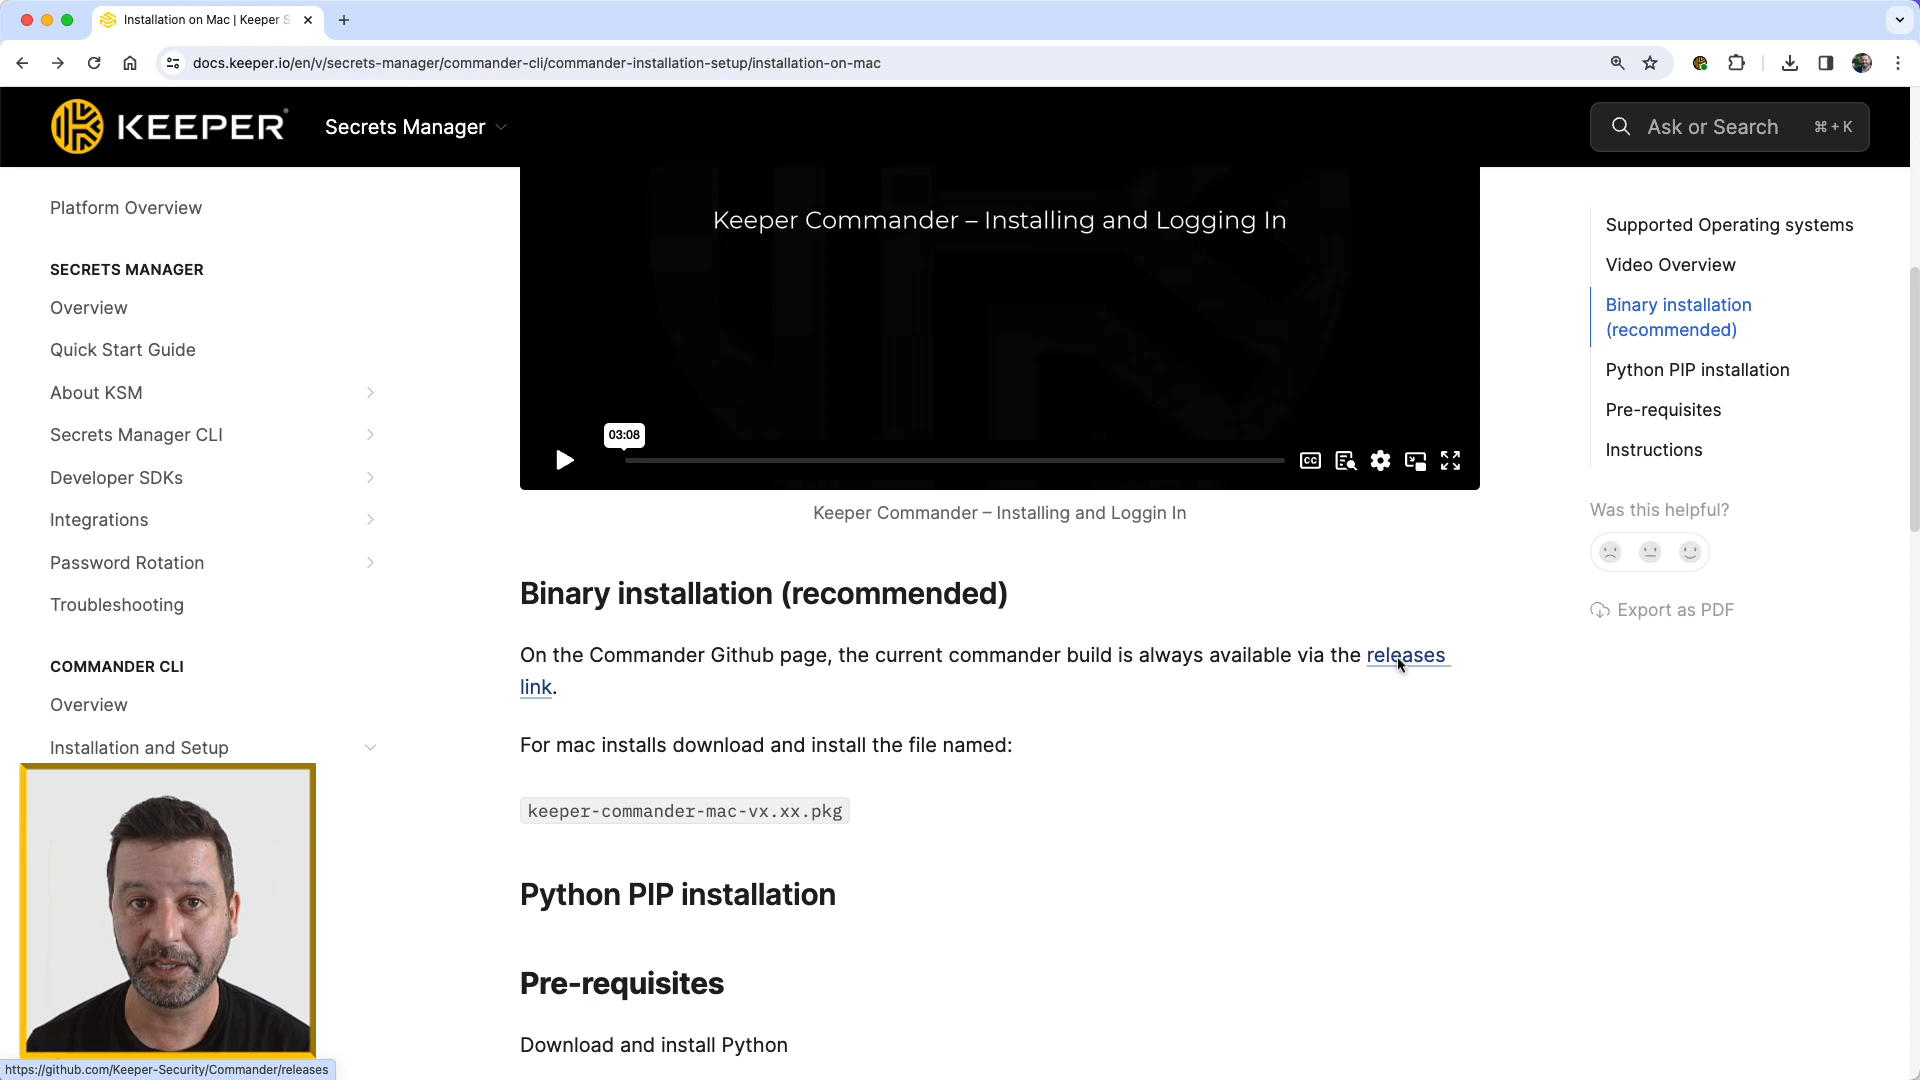 Installation on Mac | Keeper S
docs.keeper.io/en/v/secrets-manager/commander-cli/commander-installation-setup/installation-on-mac
KEEPER
Secrets Manager
Ask or Search ⌘+K
Platform Overview
SECRETS MANAGER
Overview
Quick Start Guide
About KSM
Secrets Manager CLI
Developer SDKs
Integrations
Password Rotation
Troubleshooting
COMMANDER CLI
Overview
Installation and Setup
Keeper Commander – Installing and Logging In
03:08
CC
Keeper Commander – Installing and Loggin In
Binary installation (recommended)
On the Commander Github page, the current commander build is always available via the releases
link.
For mac installs download and install the file named:
keeper-commander-mac-vx.xx.pkg
Python PIP installation
Pre-requisites
Download and install Python
Supported Operating systems
Video Overview
Binary installation
(recommended)
Python PIP installation
Pre-requisites
Instructions
Was this helpful?
Export as PDF
https://github.com/Keeper-Security/Commander/releases